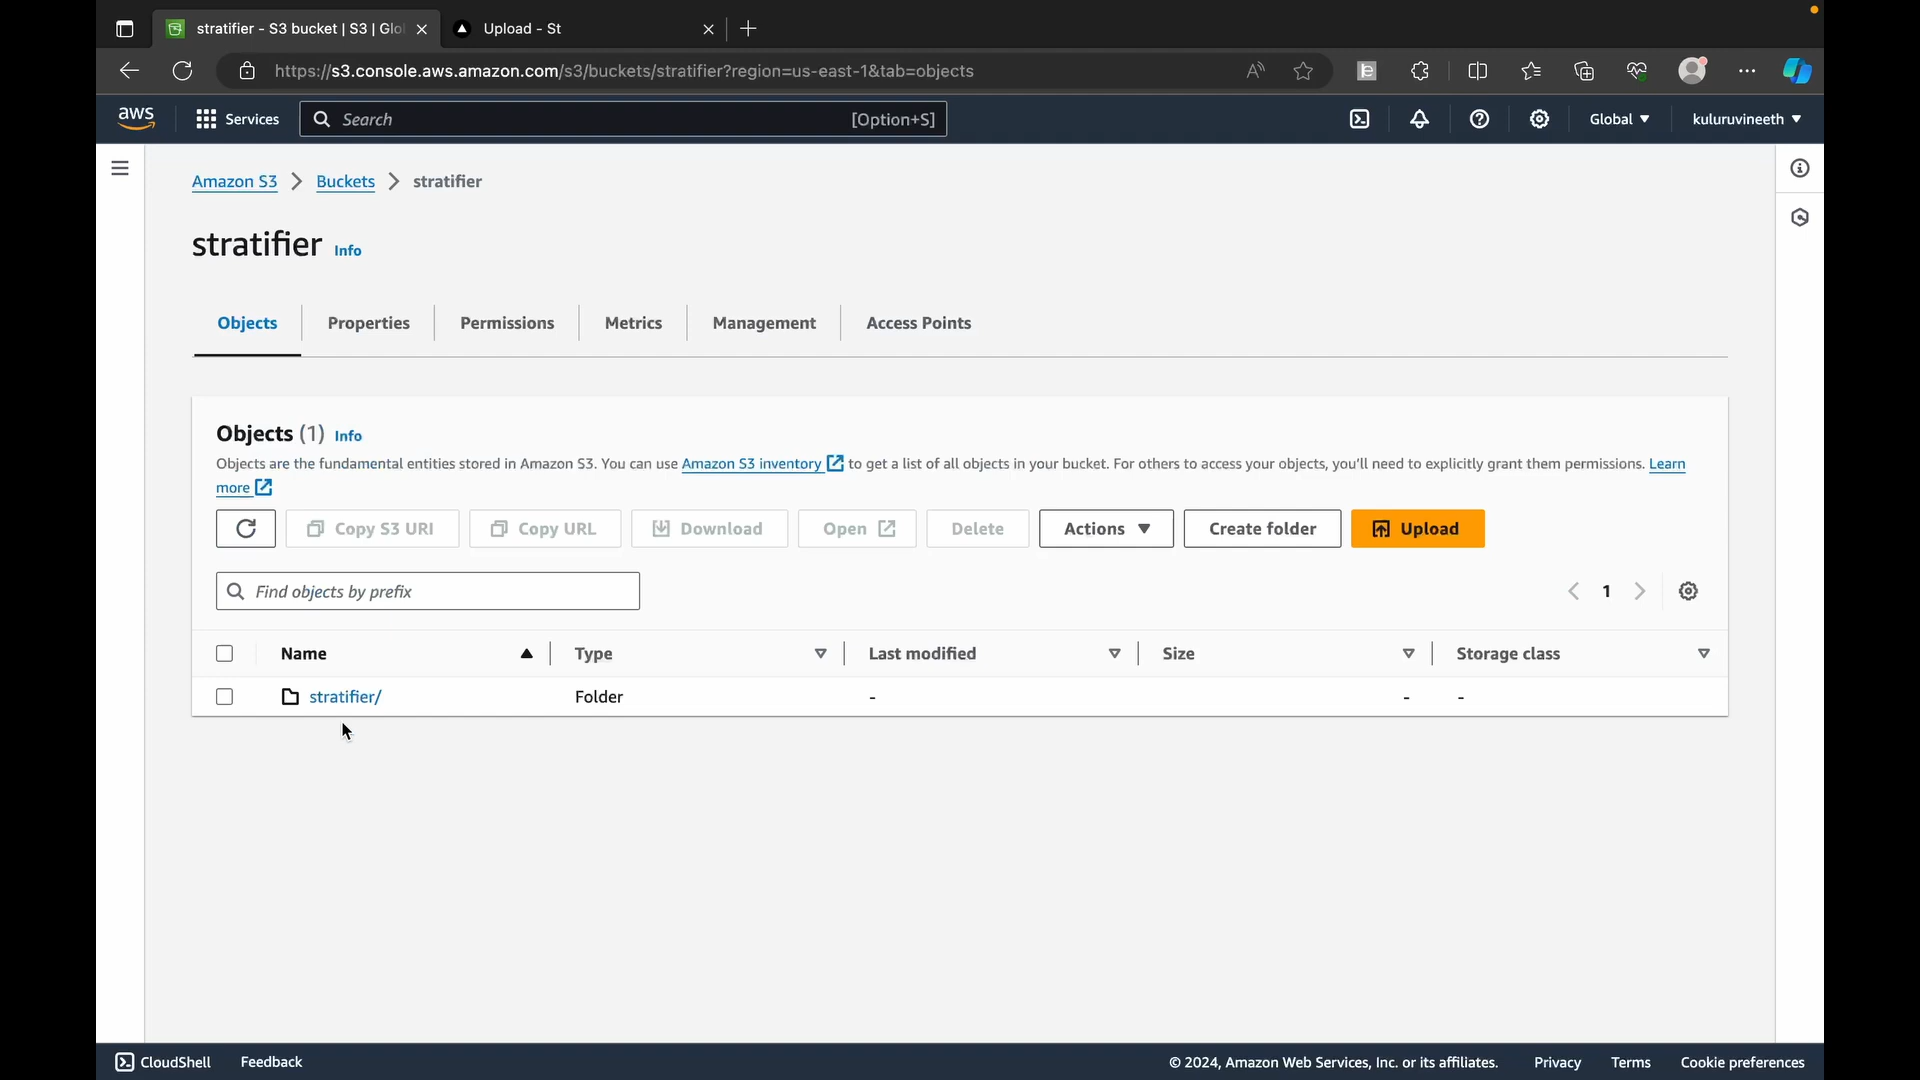 stratifier - S3 bucket | S3 | Glo
Upload - St
https://s3.console.aws.amazon.com/s3/buckets/stratifier?region=us-east-1&tab=objects
aws
Services
Search
[Option+S]
Global
kuluruvineeth
Amazon S3
Buckets
stratifier
stratifier Info
Objects
Properties
Permissions
Metrics
Management
Access Points
Objects (1) Info
Objects are the fundamental entities stored in Amazon S3. You can use Amazon S3 inventory to get a list of all objects in your bucket. For others to access your objects, you'll need to explicitly grant them permissions. Learn
more
Copy S3 URI
Copy URL
Download
Open
Delete
Actions
Create folder
Upload
Find objects by prefix
1
Name
Type
Last modified
Size
Storage class
stratifier/
Folder
-
-
-
CloudShell
Feedback
© 2024, Amazon Web Services, Inc. or its affiliates.
Privacy
Terms
Cookie preferences